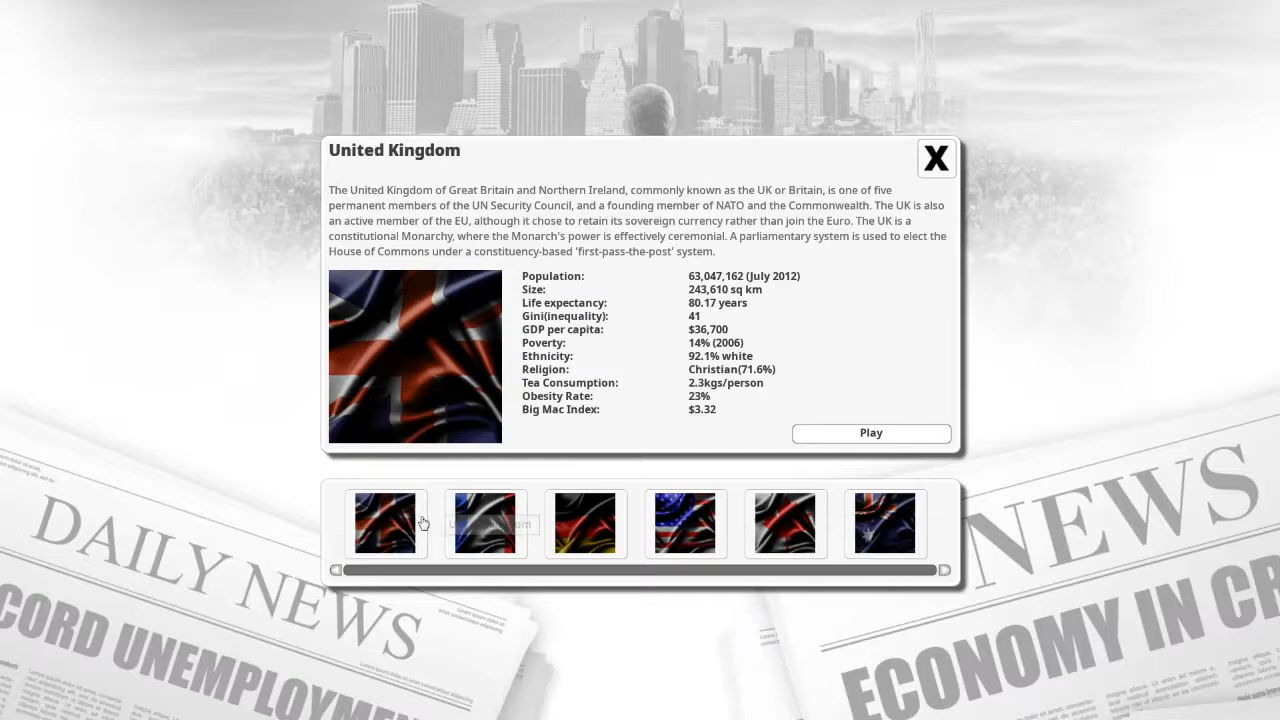 United Kingdom
X
The United Kingdom of Great Britain and Northern Ireland, commonly known as the UK or Britain, is one of five
permanent members of the UN Security Council, and a founding member of NATO and the Commonwealth. The UK is also
an active member of the EU, although it chose to retain its sovereign currency rather than join the Euro. The UK is a
constitutional Monarchy, where the Monarch's power is effectively ceremonial. A parliamentary system is used to elect the
House of Commons under a constituency-based 'first-pass-the-post' system.
Population: 63,047,162 (July 2012)
Size: 243,610 sq km
Life expectancy: 80.17 years
Gini(inequality): 41
GDP per capita: $36,700
Poverty: 14% (2006)
Ethnicity: 92.1% white
Religion: Christian(71.6%)
Tea Consumption: 2.3kgs/person
Obesity Rate: 23%
Big Mac Index: $3.32
Play
DAILY NEWS
CORD UNEMPLOYME
NEWS
ECONOMY IN CR